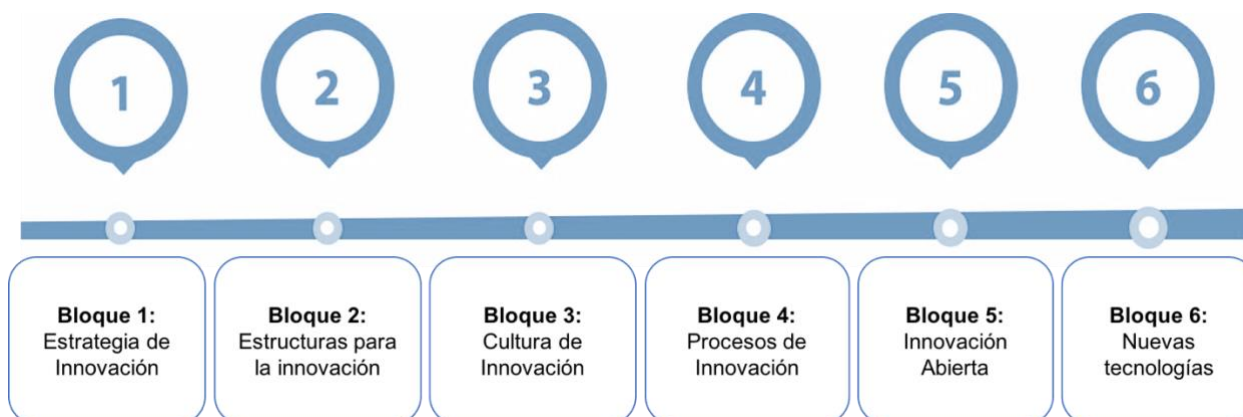 1
2
3
4
5
6
Bloque 1:
Estrategia de
Innovación
Bloque 2:
Estructuras para
la innovación
Bloque 3:
Cultura de
Innovación
Bloque 4:
Procesos de
Innovación
Bloque 5:
Innovación
Abierta
Bloque 6:
Nuevas
tecnologías